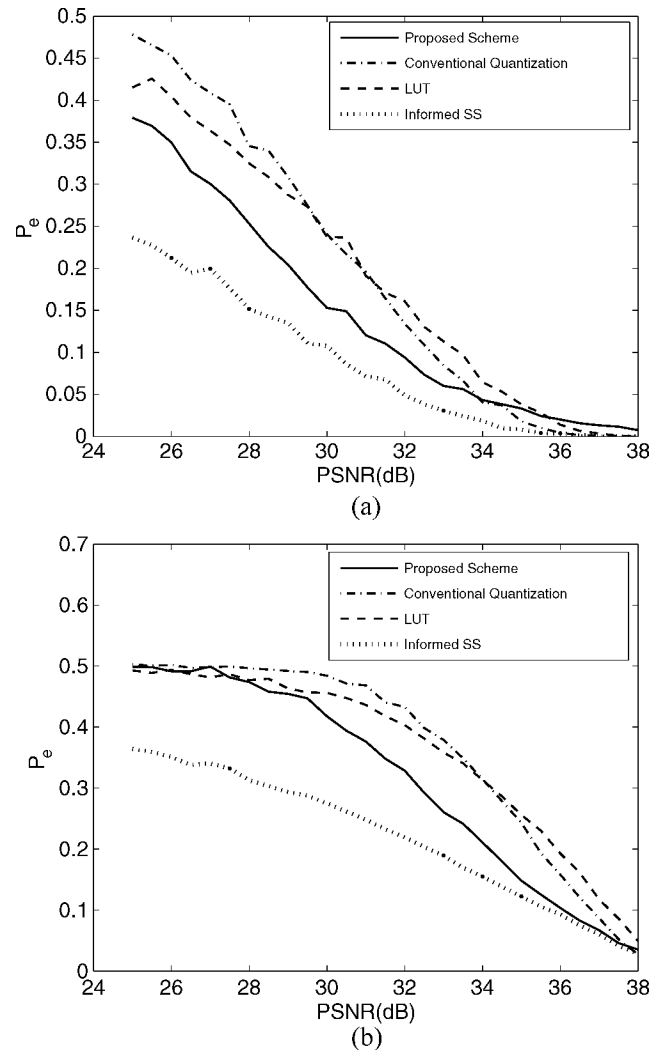 0.5
0.45
0.4
0.35
0.3
0.25
0.2
0.15
0.1
0.05
0
Pe
Proposed Scheme
Conventional Quantization
LUT
Informed SS
24 26 28 30 32 34 36 38
PSNR(dB)
(a)
0.7
0.6
0.5
0.4
0.3
0.2
0.1
0
Pe
Proposed Scheme
Conventional Quantization
LUT
Informed SS
24 26 28 30 32 34 36 38
PSNR(dB)
(b)